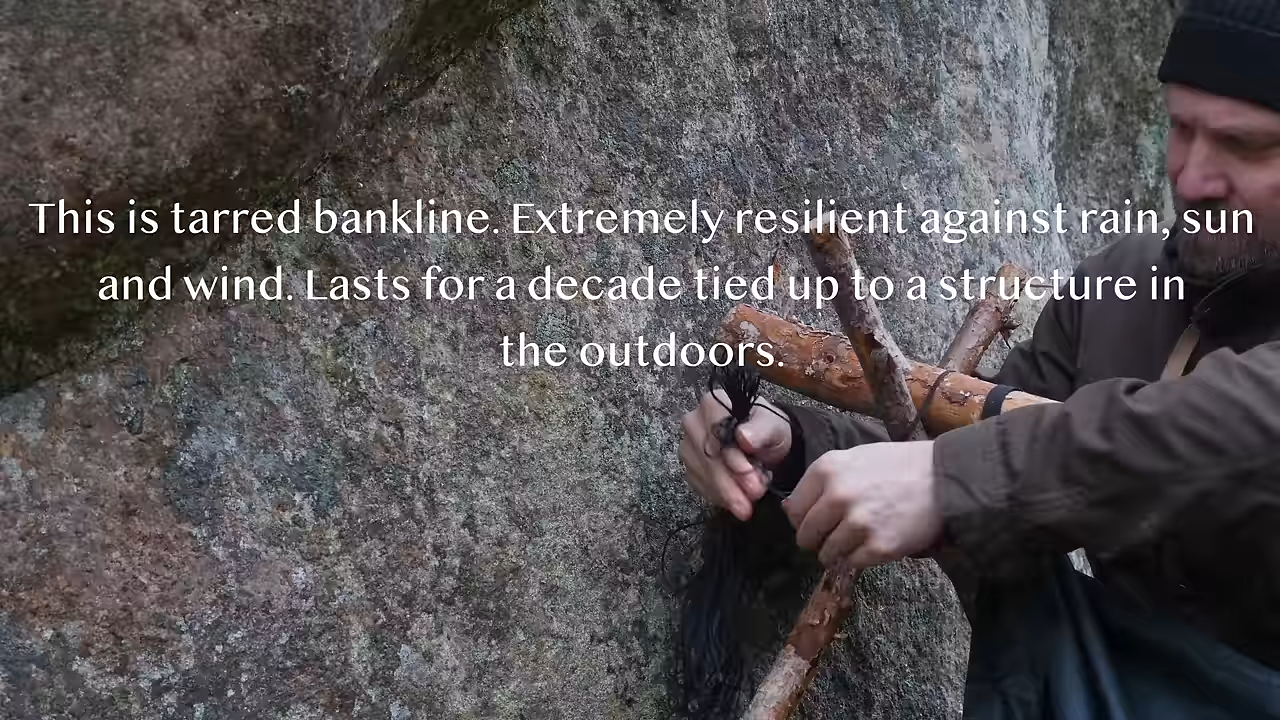 This is tarred bankline. Extremely resilient against rain, sun
and wind. Lasts for a decade tied up to a structure in
the outdoors.